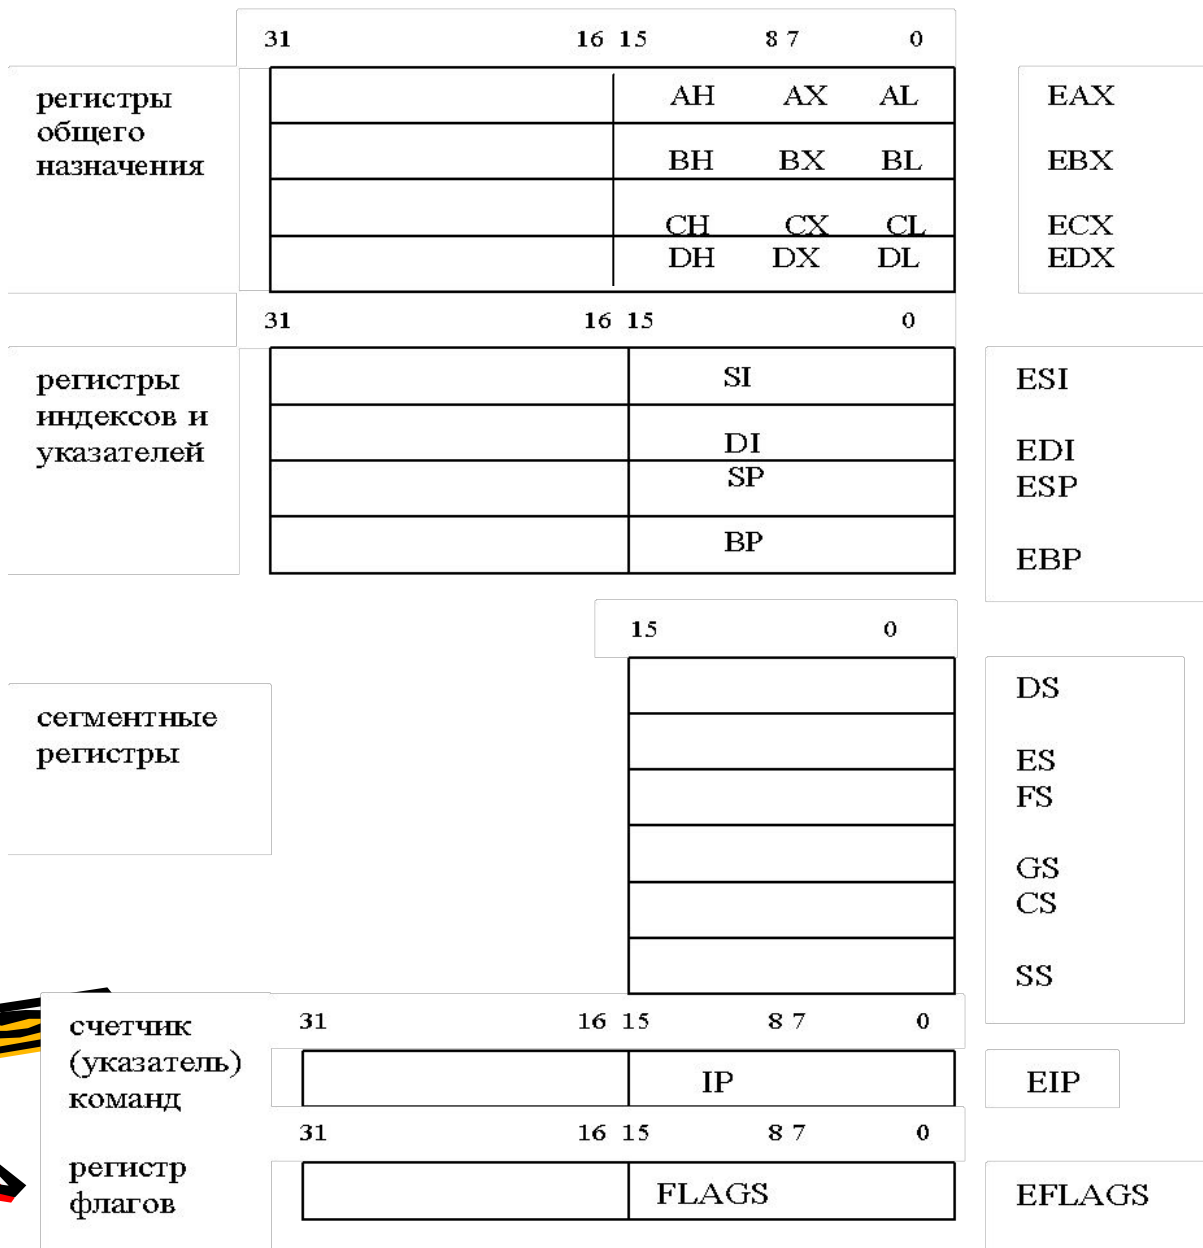 31 16 15 8 7 0
регистры
общего
назначения
AH AX AL EAX
BH BX BL EBX
CH CX CL ECX
DH DX DL EDX
31 16 15 0
регистры
индексов и
указателей
SI ESI
DI EDI
SP ESP
BP EBP
15 0
сегментные
регистры
DS
ES
FS
GS
CS
SS
счетчик
(указатель)
команд
31 16 15 8 7 0
IP EIP
31 16 15 8 7 0
регистр
флагов
FLAGS EFLAGS